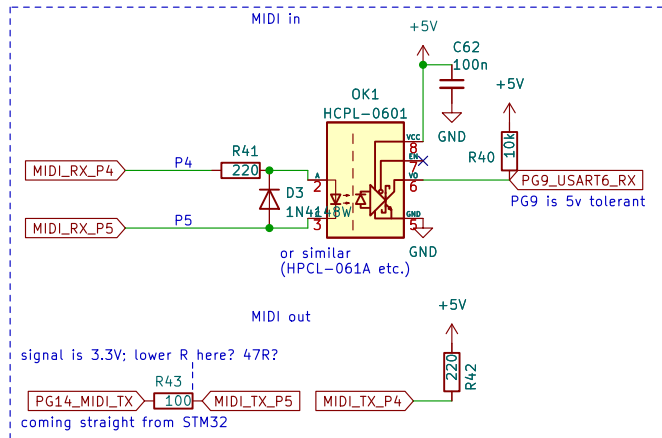 MIDI in
+5V
C62
100n
+5V
OK1
HCPL-0601
GND
VCC
8
EN
7
R40
10k
R41
MIDI_RX_P4
P4
220
A
2
VO
6
PG9_USART6_RX
D3
PG9 is 5v tolerant
1N4148W
MIDI_RX_P5
P5
3
GND
5
GND
or similar
(HPCL-061A etc.)
MIDI out
+5V
signal is 3.3V; lower R here? 47R?
220
R42
R43
PG14_MIDI_TX
100
MIDI_TX_P5
MIDI_TX_P4
coming straight from STM32